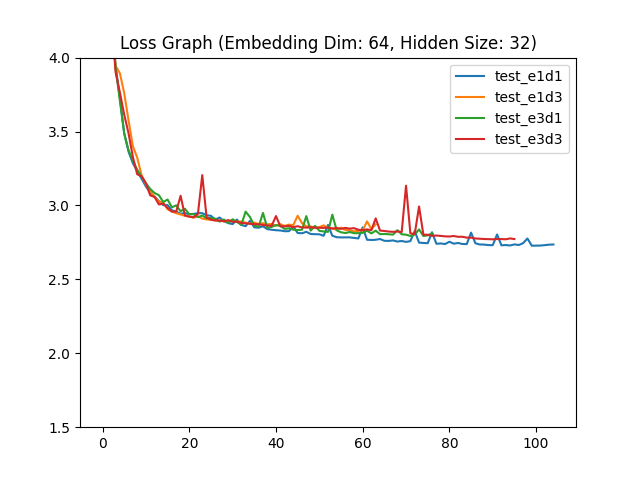 Loss Graph (Embedding Dim: 64, Hidden Size: 32)
4.0
3.5
3.0
2.5
2.0
1.5
0 20 40 60 80 100
test_e1d1
test_e1d3
test_e3d1
test_e3d3